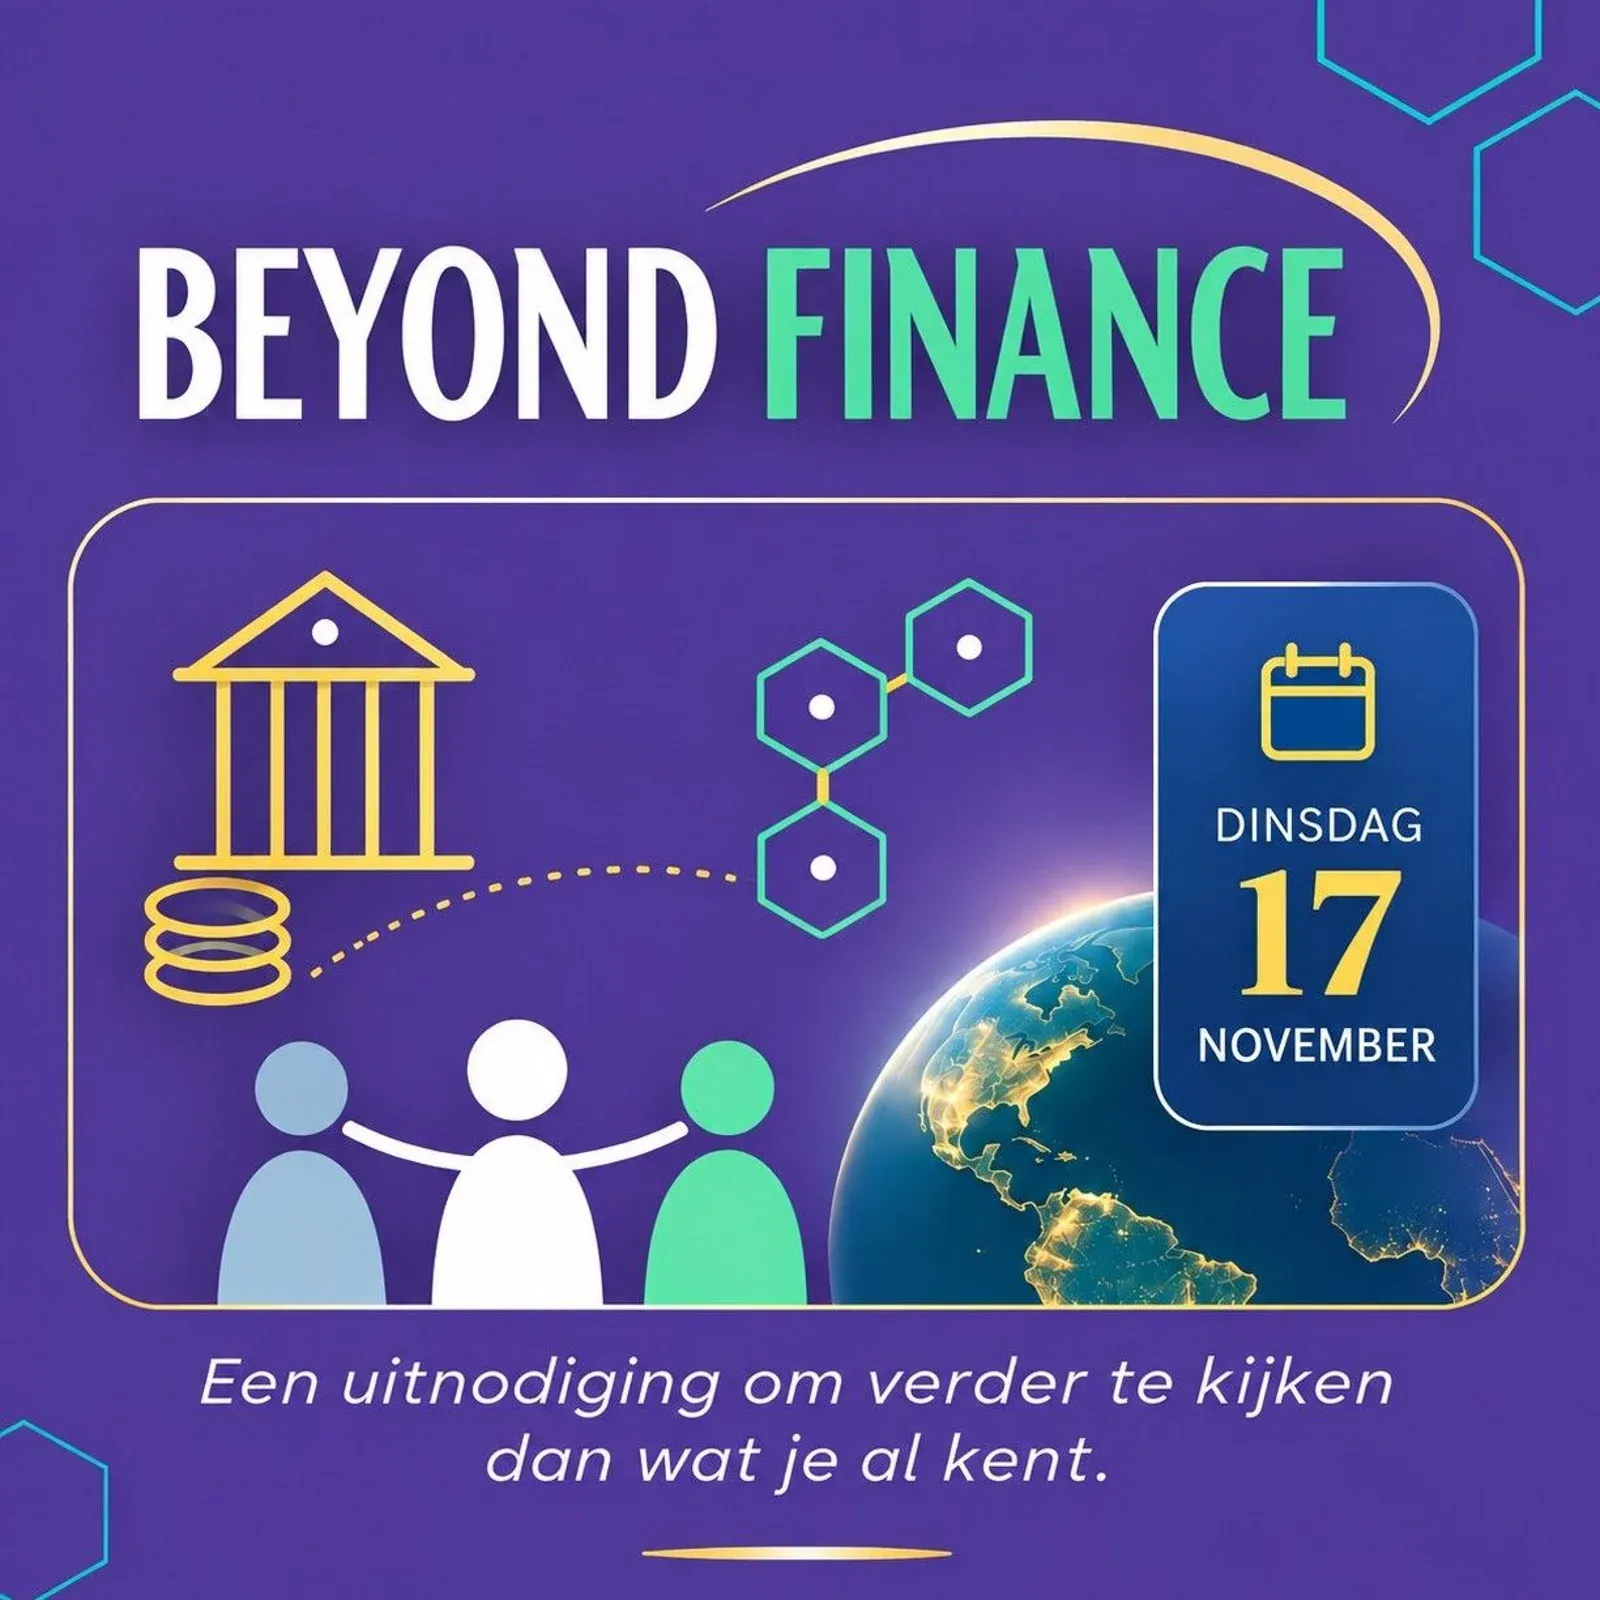 BEYOND FINANCE
DINSDAG
17
NOVEMBER
Een uitnodiging om verder te kijken
dan wat je al kent.